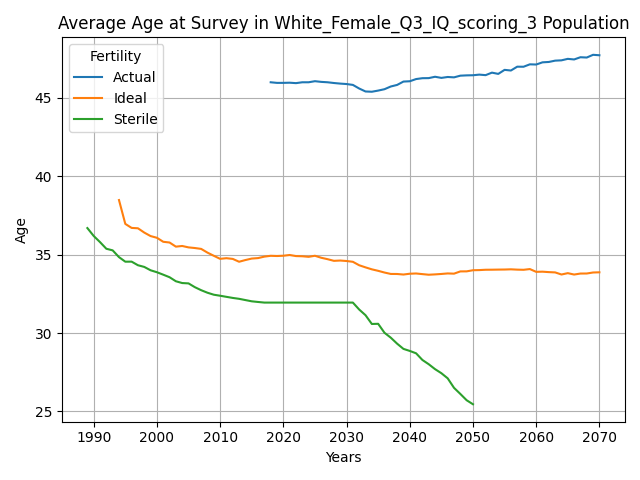 Average Age at Survey in White_Female_Q3_IQ_scoring_3 Population
Fertility
Actual
Ideal
Sterile
Age
45
40
35
30
25
1990 2000 2010 2020 2030 2040 2050 2060 2070
Years